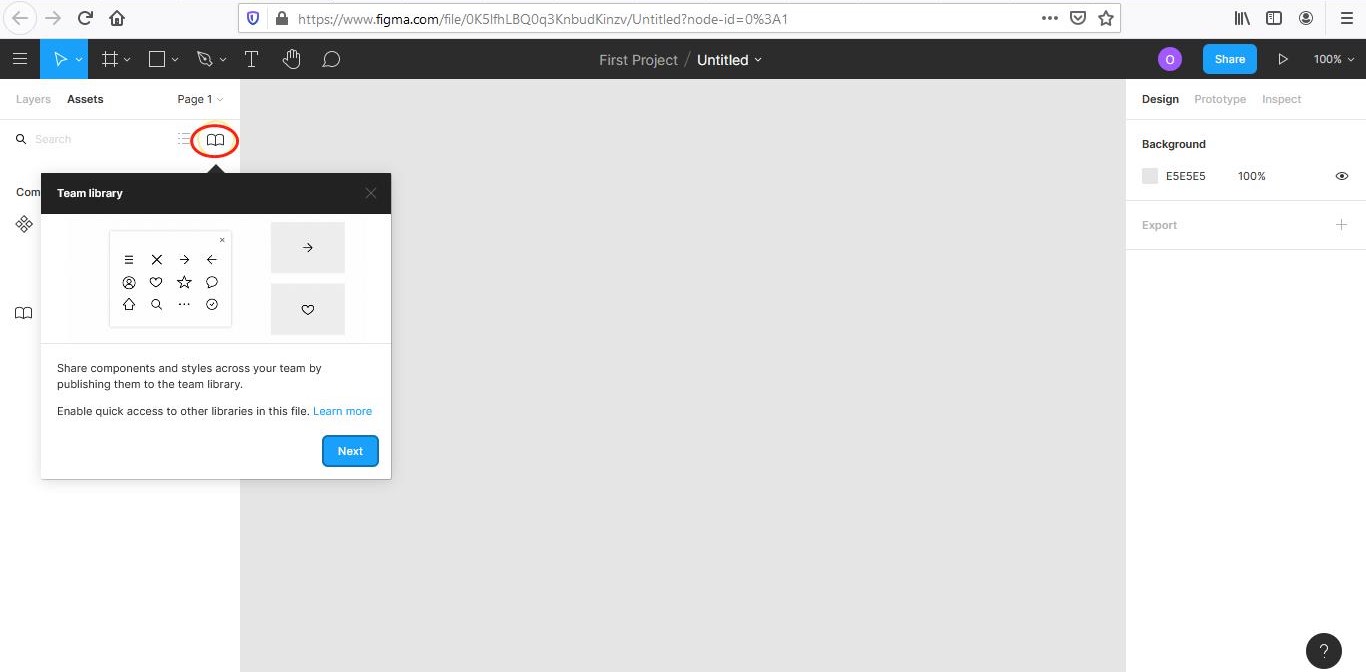 https://www.figma.com/file/0K5lfhLBQ0q3KnbudKinzv/Untitled?node-id=0%3A1
First Project / Untitled
O
Share
100%
Layers Assets Page 1
Design Prototype Inspect
Search
Background
E5E5E5 100%
Com
Team library
Export
Share components and styles across your team by
publishing them to the team library.
Enable quick access to other libraries in this file. Learn more
Next
?